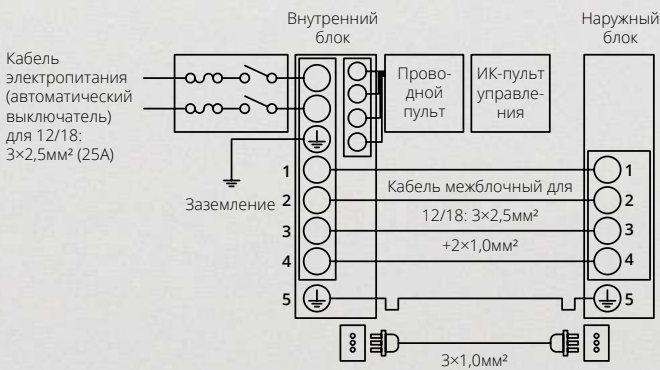 Внутренний
блок
Наружный
блок
Кабель
электропитания
(автоматический
выключатель)
для 12/18:
3×2,5мм² (25А)
Прово-
дной
пульт
ИК-пульт
управле-
ния
Заземление
1
2
3
4
5
Кабель межблочный для
12/18: 3×2,5мм²
+2×1,0мм²
1
2
3
4
5
3×1,0мм²